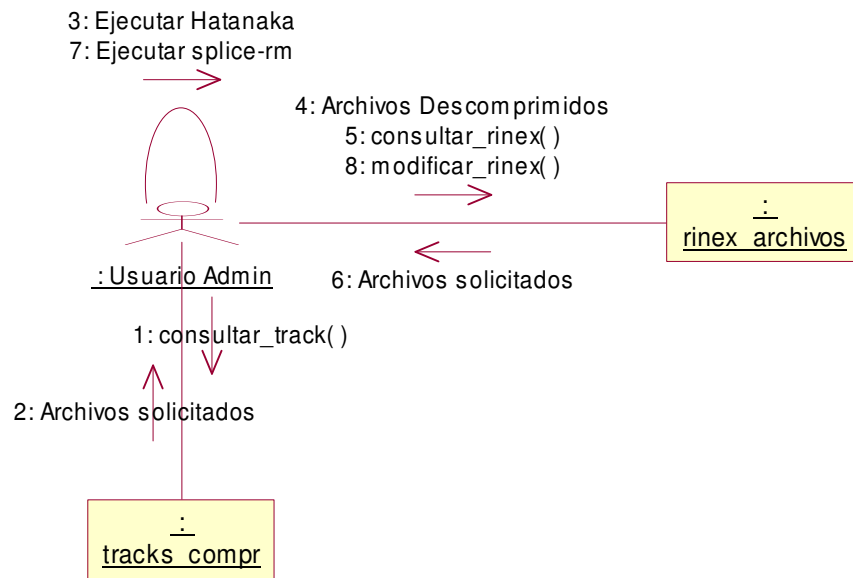 3: Ejecutar Hatanaka
7: Ejecutar splice-rm
4: Archivos Descomprimidos
5: consultar_rinex( )
8: modificar_rinex( )
:
rinex_archivos
: Usuario Admin
6: Archivos solicitados
1: consultar_track( )
2: Archivos solicitados
:
tracks_compr